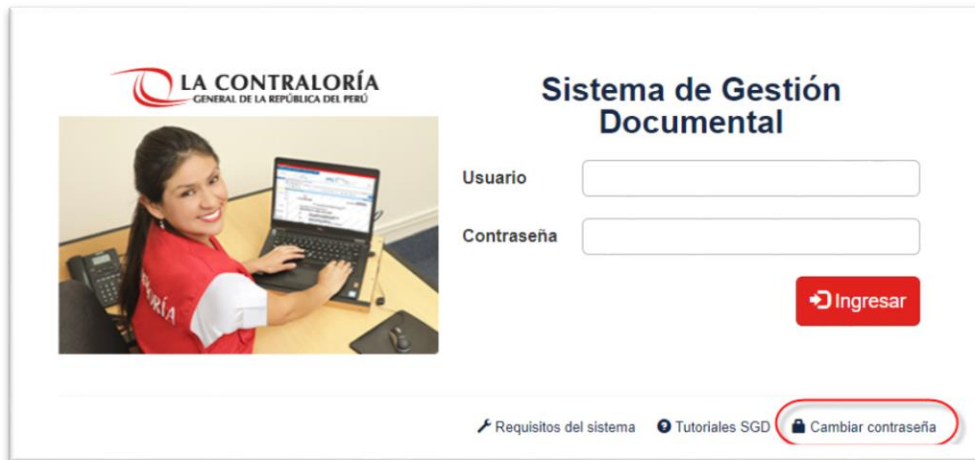 LA CONTRALORÍA
GENERAL DE LA REPÚBLICA DEL PERÚ
Sistema de Gestión
Documental
Usuario
Contraseña
Ingresar
Requisitos del sistema
Tutoriales SGD
Cambiar contraseña